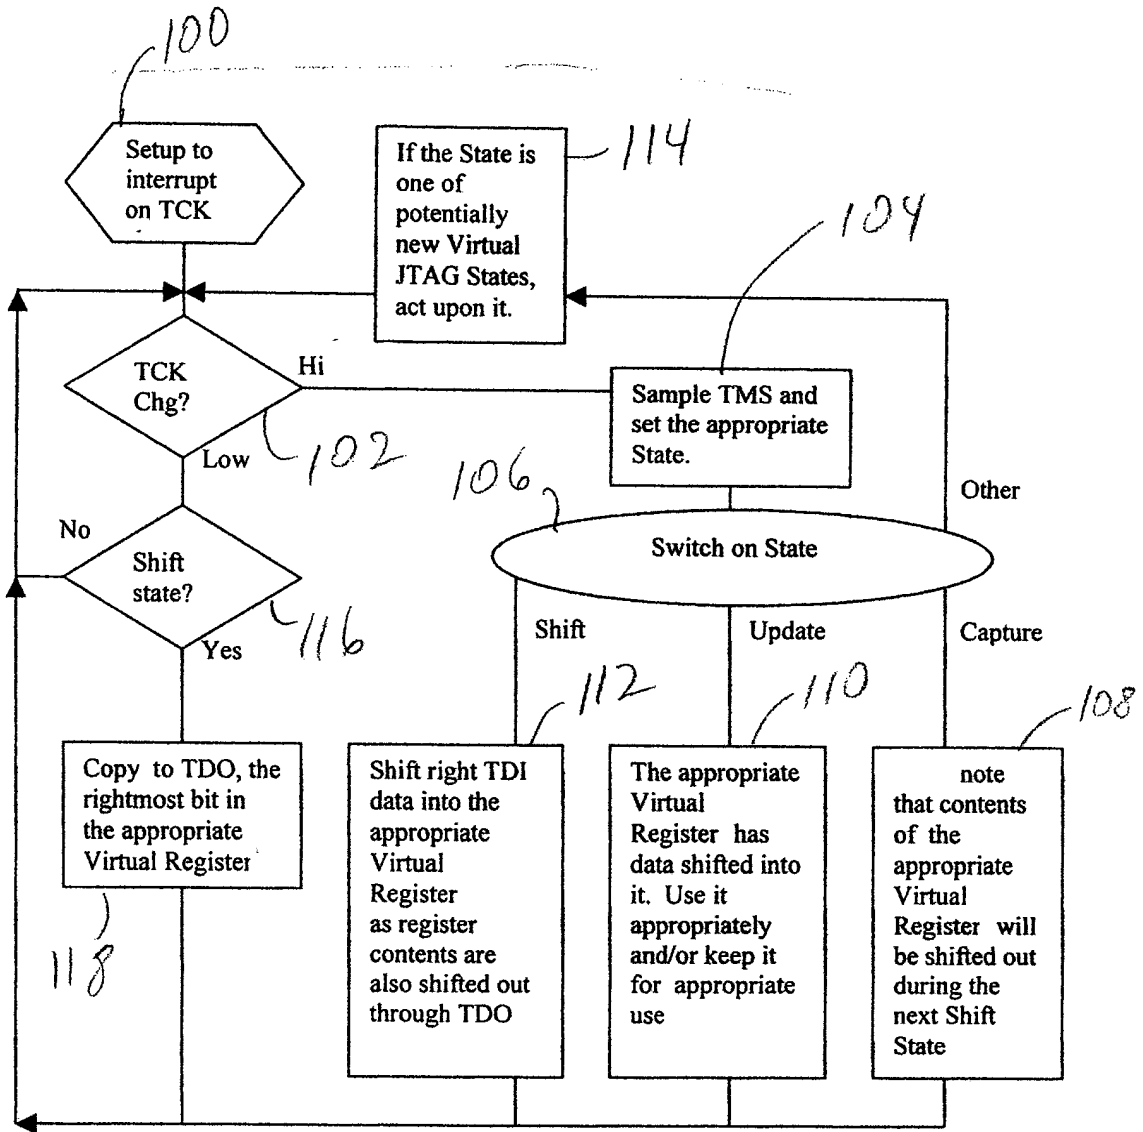 100
Setup to
interrupt
on TCK
If the State is
one of
potentially
new Virtual
JTAG States,
act upon it.
114
104
TCK
Chg?
Hi
Low
102
Sample TMS and
set the appropriate
State.
106
Other
No
Shift
state?
Yes
116
Switch on State
Shift
Update
Capture
112
110
108
Copy to TDO, the
rightmost bit in
the appropriate
Virtual Register
118
Shift right TDI
data into the
appropriate
Virtual
Register
as register
contents are
also shifted out
through TDO
The appropriate
Virtual
Register has
data shifted into
it. Use it
appropriately
and/or keep it
for appropriate
use
note
that contents
of the
appropriate
Virtual
Register will
be shifted out
during the
next Shift
State